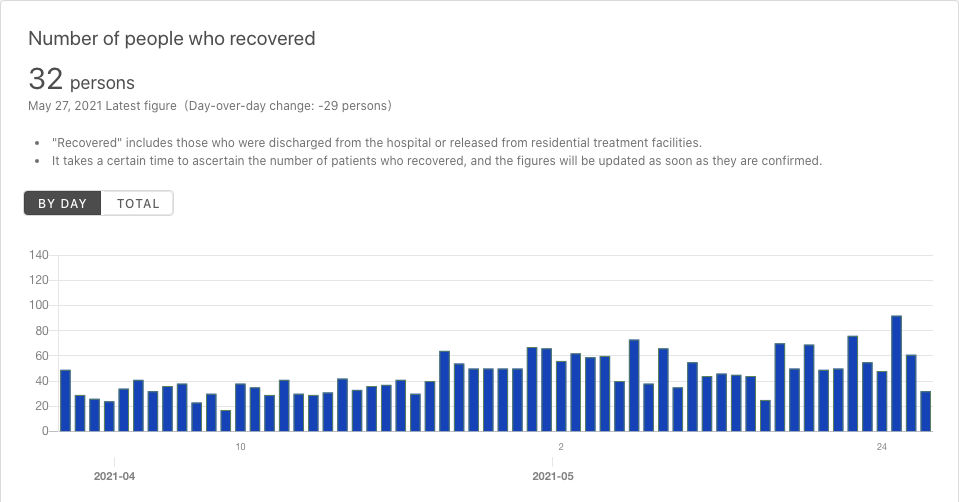 Number of people who recovered
32 persons
May 27, 2021 Latest figure (Day-over-day change: -29 persons)
• "Recovered" includes those who were discharged from the hospital or released from residential treatment facilities.
• It takes a certain time to ascertain the number of patients who recovered, and the figures will be updated as soon as they are confirmed.
BY DAY TOTAL
140
120
100
80
60
40
20
0
10 2 24
2021-04 2021-05